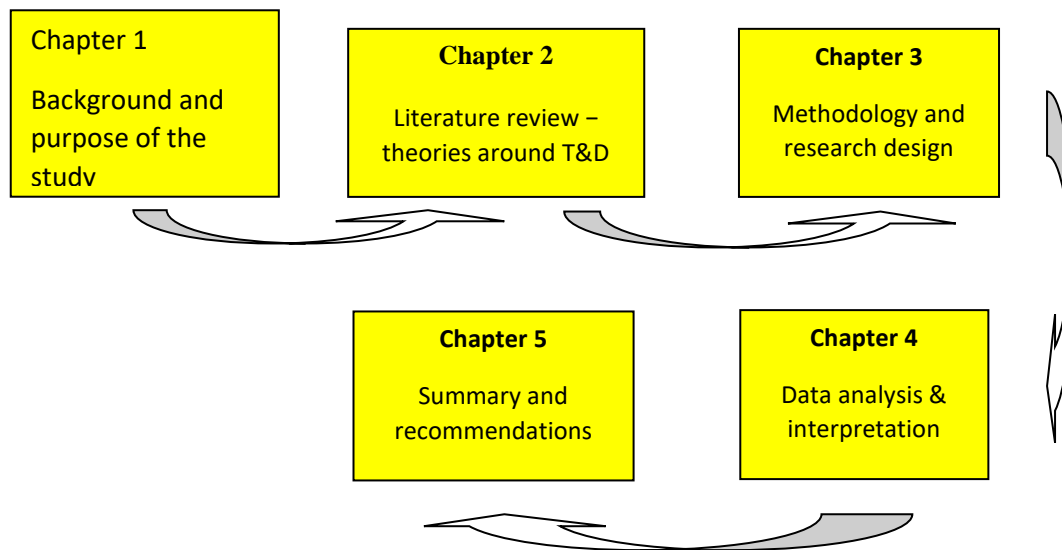 Chapter 1
Background and
purpose of the
study
Chapter 2
Literature review –
theories around T&D
Chapter 3
Methodology and
research design
Chapter 4
Data analysis &
interpretation
Chapter 5
Summary and
recommendations